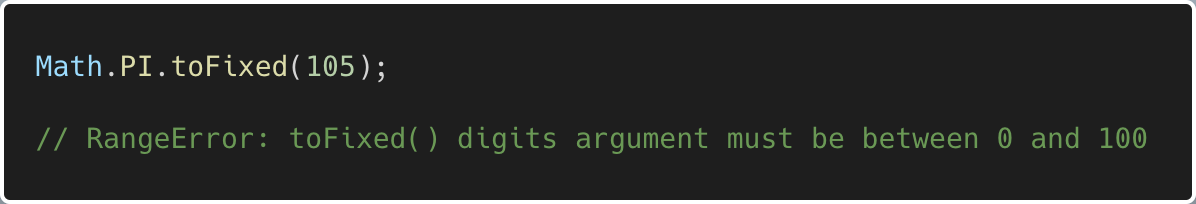 Math.PI.toFixed(105);
// RangeError: toFixed() digits argument must be between 0 and 100